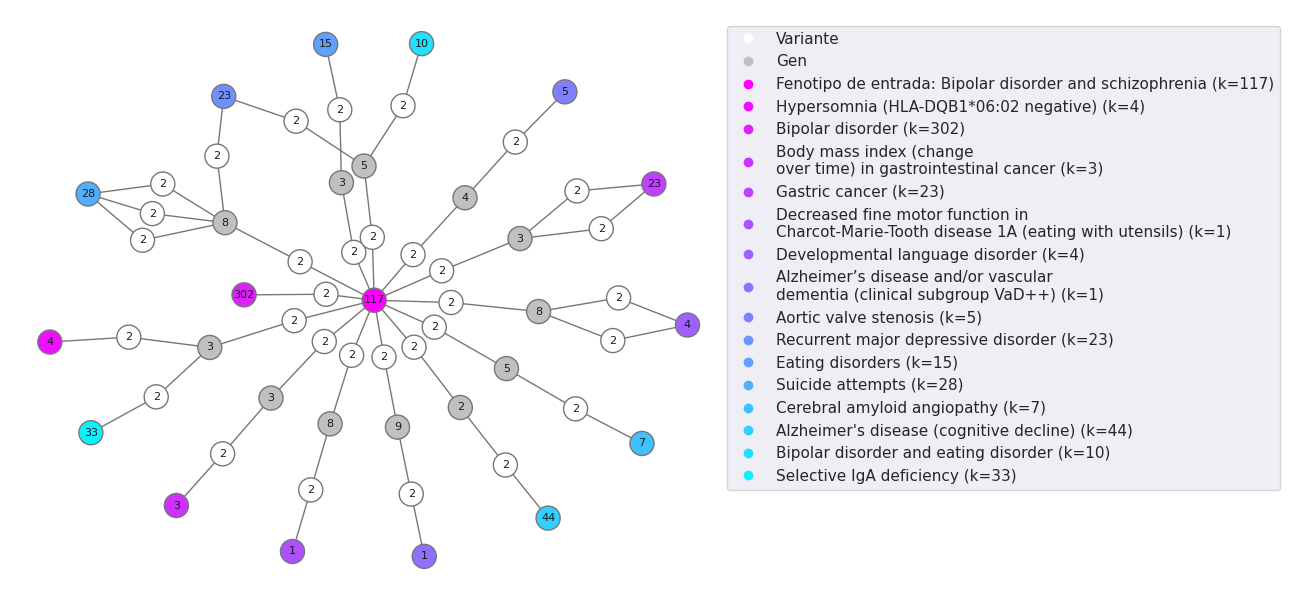 15
10
5
23
2
2
2
2
2
5
3
2
23
2
28
4
2
2
8
2
3
2
2
2
2
2
2
302
2
117
2
2
8
4
2
2
2
4
2
3
2
2
2
2
5
3
2
2
33
8
9
2
7
2
2
3
2
2
44
1
1
Variante
Gen
Fenotipo de entrada: Bipolar disorder and schizophrenia (k=117)
Hypersomnia (HLA-DQB1*06:02 negative) (k=4)
Bipolar disorder (k=302)
Body mass index (change
over time) in gastrointestinal cancer (k=3)
Gastric cancer (k=23)
Decreased fine motor function in
Charcot-Marie-Tooth disease 1A (eating with utensils) (k=1)
Developmental language disorder (k=4)
Alzheimer’s disease and/or vascular
dementia (clinical subgroup VaD++) (k=1)
Aortic valve stenosis (k=5)
Recurrent major depressive disorder (k=23)
Eating disorders (k=15)
Suicide attempts (k=28)
Cerebral amyloid angiopathy (k=7)
Alzheimer's disease (cognitive decline) (k=44)
Bipolar disorder and eating disorder (k=10)
Selective IgA deficiency (k=33)